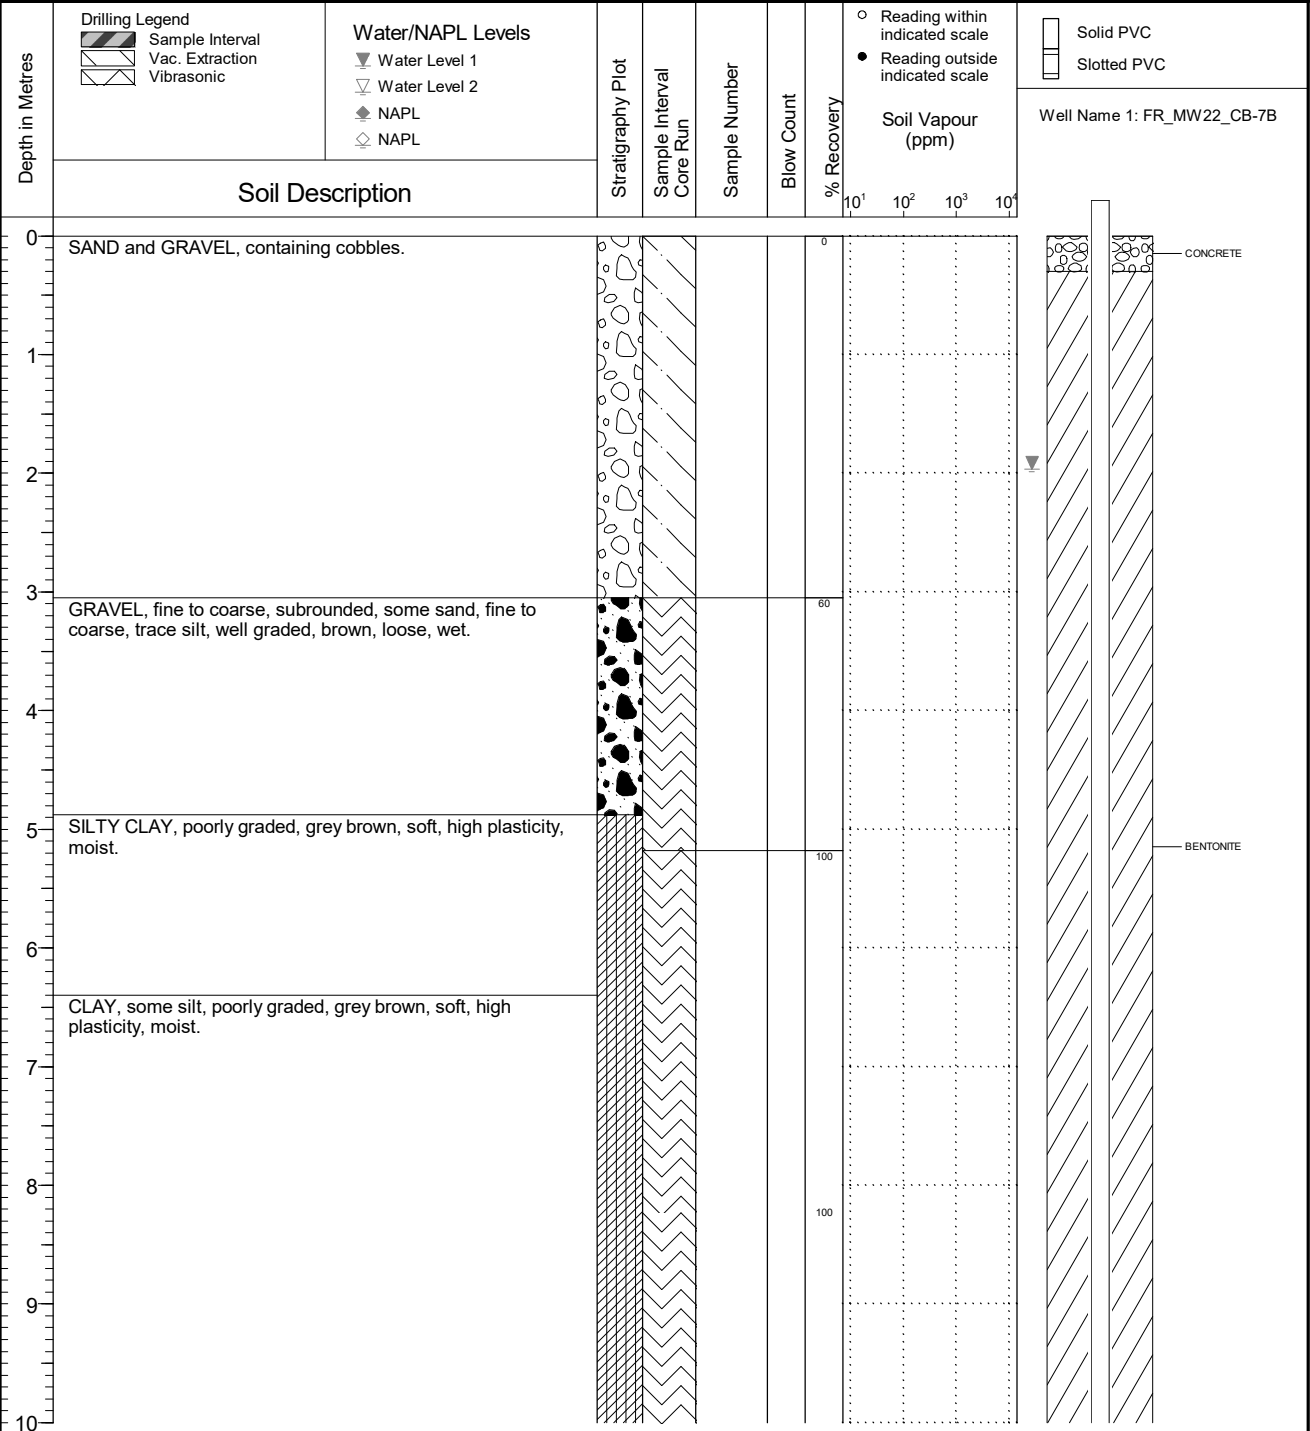 Drilling Legend
Sample Interval
Vac. Extraction
Vibrasonic
Water/NAPL Levels
Water Level 1
Water Level 2
NAPL
NAPL
Depth in Metres
Soil Description
Stratigraphy Plot
Sample Interval
Core Run
Sample Number
Blow Count
% Recovery
Reading within
indicated scale
Reading outside
indicated scale
Soil Vapour
(ppm)
10¹ 10² 10³ 10⁴
Solid PVC
Slotted PVC
Well Name 1: FR_MW22_CB-7B
0
SAND and GRAVEL, containing cobbles.
0
CONCRETE
1
2
3
GRAVEL, fine to coarse, subrounded, some sand, fine to
coarse, trace silt, well graded, brown, loose, wet.
60
4
5
SILTY CLAY, poorly graded, grey brown, soft, high plasticity,
moist.
100
BENTONITE
6
CLAY, some silt, poorly graded, grey brown, soft, high
plasticity, moist.
7
8
100
9
10